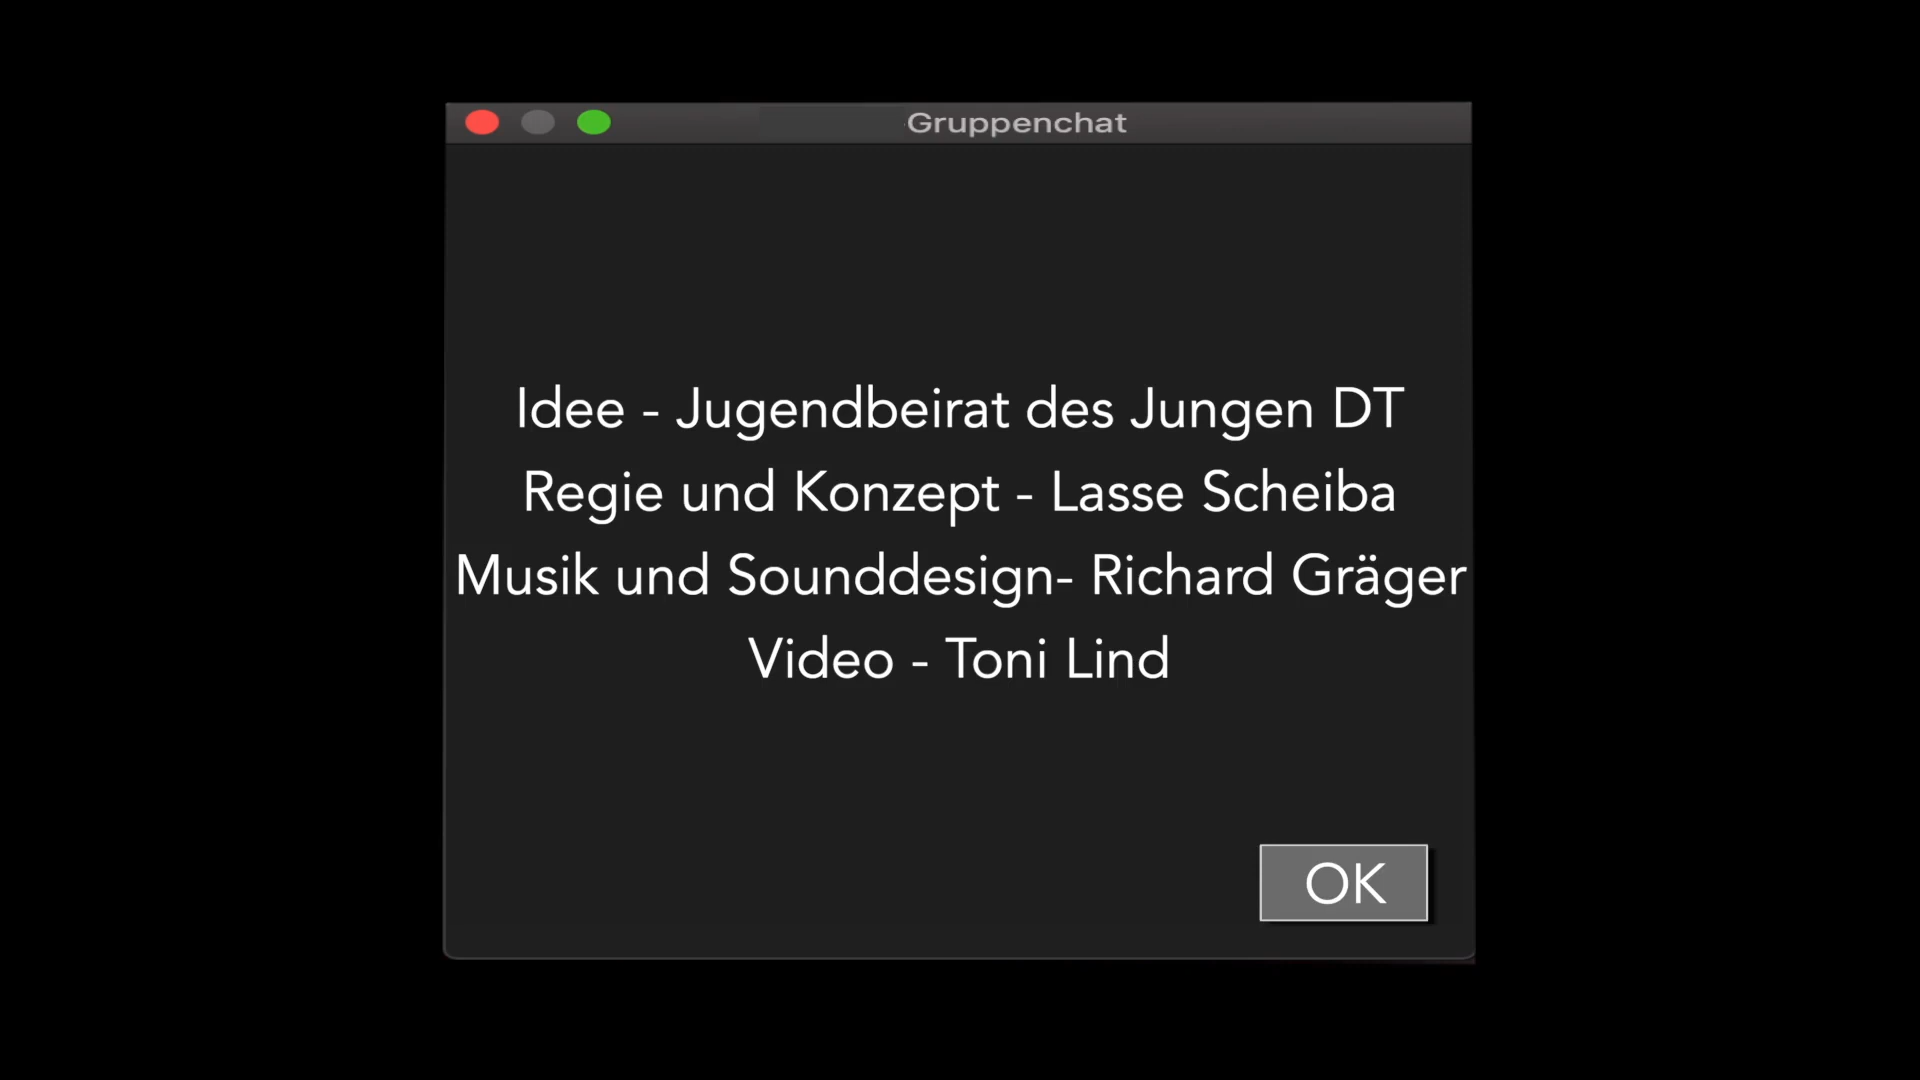 Gruppenchat
Idee - Jugendbeirat des Jungen DT
Regie und Konzept - Lasse Scheiba
Musik und Sounddesign- Richard Gräger
Video - Toni Lind
OK